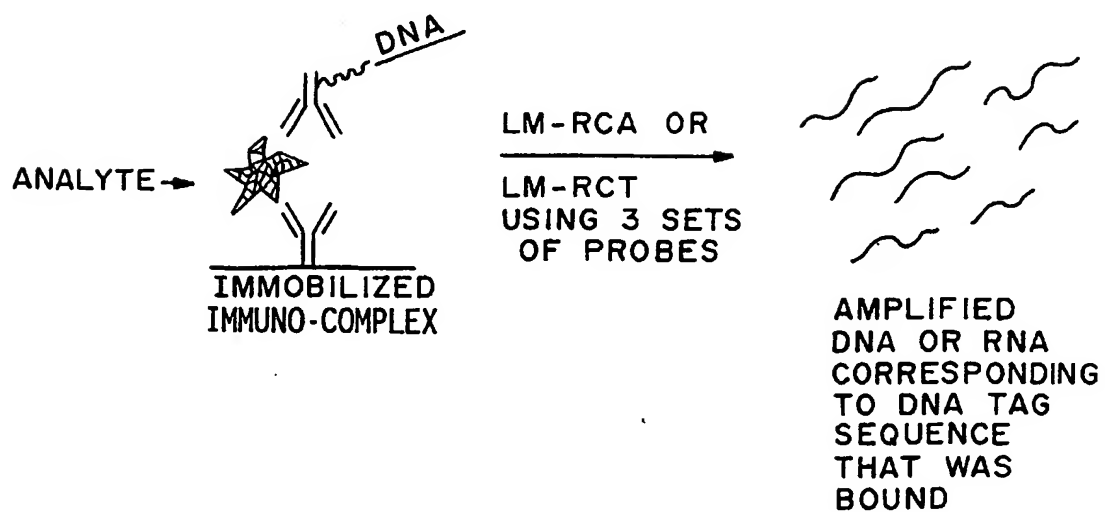 DNA
ANALYTE
IMMOBILIZED
IMMUNO-COMPLEX
LM-RCA OR
LM-RCT
USING 3 SETS
OF PROBES
AMPLIFIED
DNA OR RNA
CORRESPONDING
TO DNA TAG
SEQUENCE
THAT WAS
BOUND